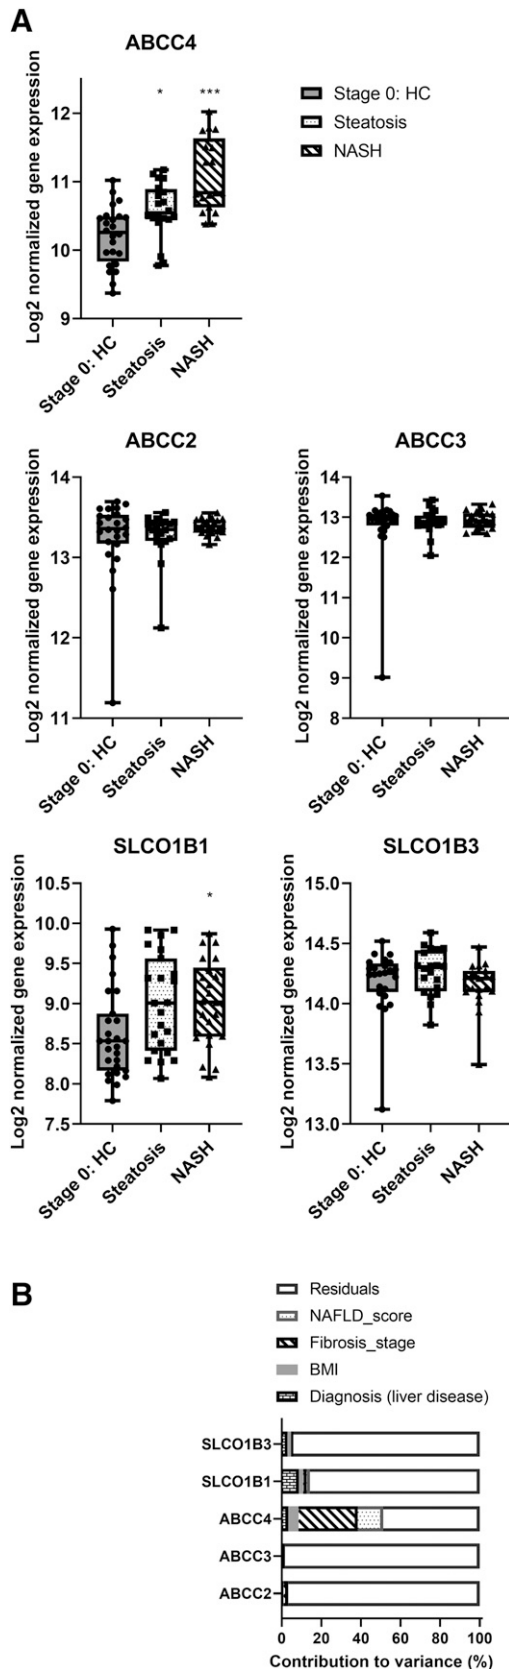 A
ABCC4
Log2 normalized gene expression
12
11
10
9
*
***
Stage 0: HC
Steatosis
NASH
Stage 0: HC
Steatosis
NASH
ABCC2
Log2 normalized gene expression
14
13
12
11
Stage 0: HC
Steatosis
NASH
ABCC3
Log2 normalized gene expression
14
13
12
11
10
9
8
Stage 0: HC
Steatosis
NASH
SLCO1B1
Log2 normalized gene expression
10.5
10.0
9.5
9.0
8.5
8.0
7.5
*
Stage 0: HC
Steatosis
NASH
SLCO1B3
Log2 normalized gene expression
15.0
14.5
14.0
13.5
13.0
Stage 0: HC
Steatosis
NASH
B
Residuals
NAFLD_score
Fibrosis_stage
BMI
Diagnosis (liver disease)
SLCO1B3
SLCO1B1
ABCC4
ABCC3
ABCC2
0 20 40 60 80 100
Contribution to variance (%)